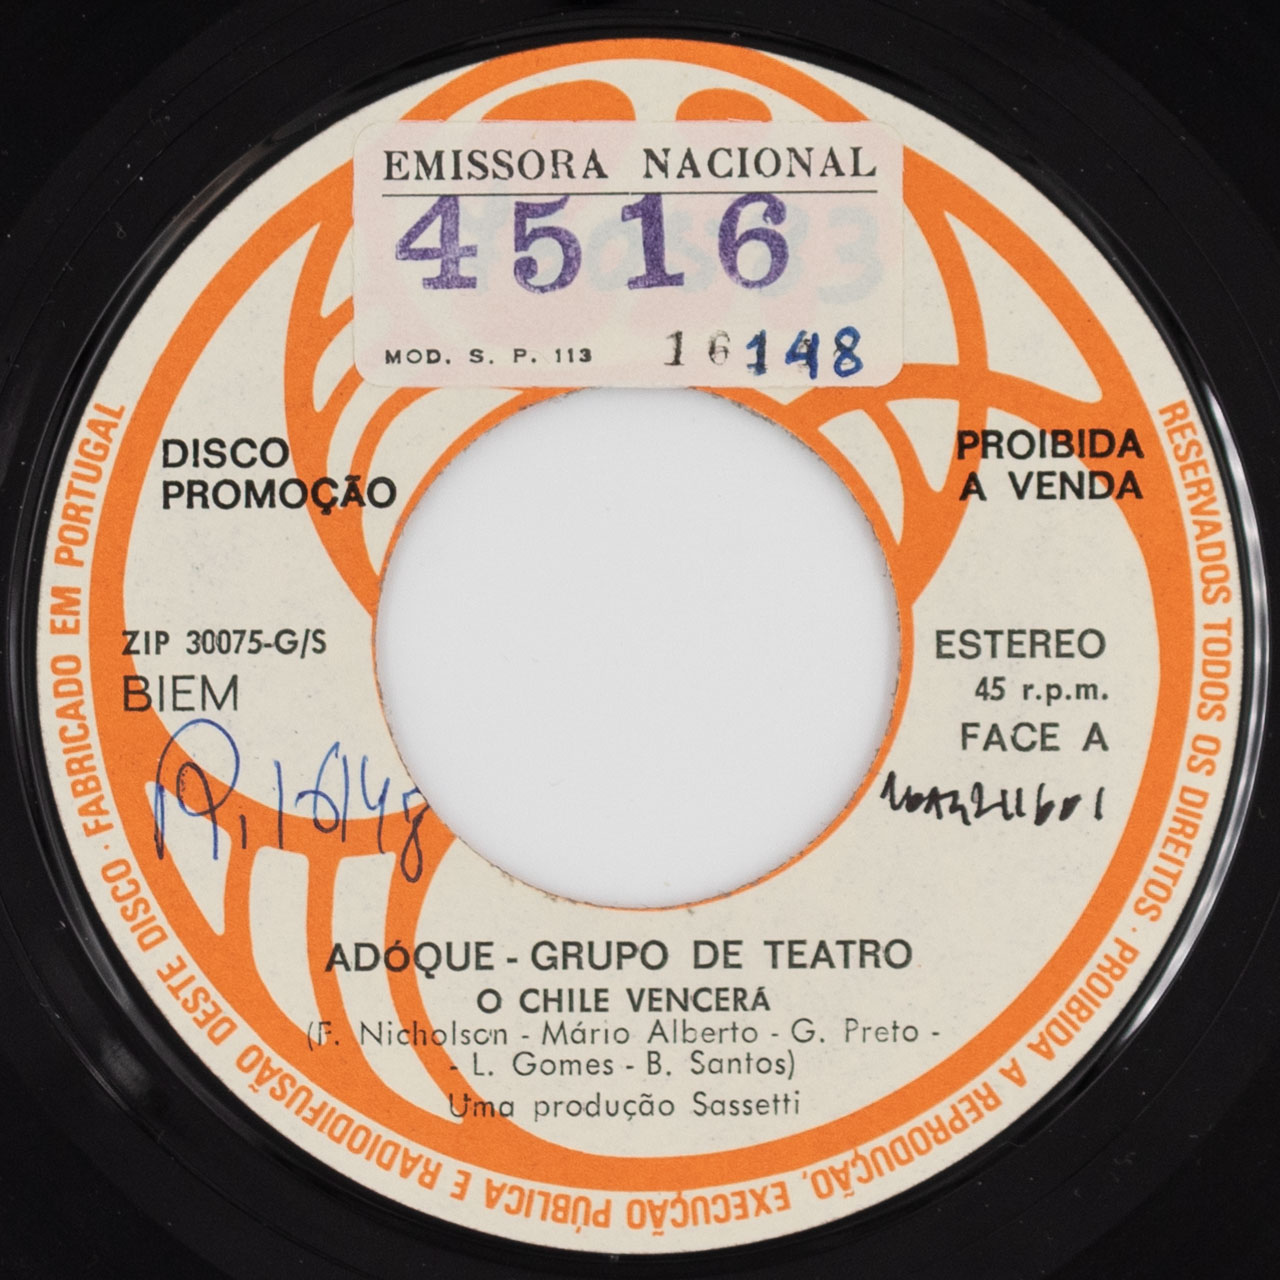 EMISSORA NACIONAL
4516
MOD. S. P. 113
16148
DISCO
PROMOÇÃO
PROIBIDA
A VENDA
ZIP 30075-G/S
BIEM
ESTEREO
45 r.p.m.
FACE A
R. 16148
ADÓQUE - GRUPO DE TEATRO
O CHILE VENCERÁ
(F. Nicholson - Mário Alberto - G. Preto -
- L. Gomes - B. Santos)
Uma produção Sassetti
RESERVADOS TODOS OS DIREITOS · PROIBIDA A REPRODUÇÃO, EXECUÇÃO PÚBLICA E RADIODIFUSÃO DESTE DISCO · FABRICADO EM PORTUGAL